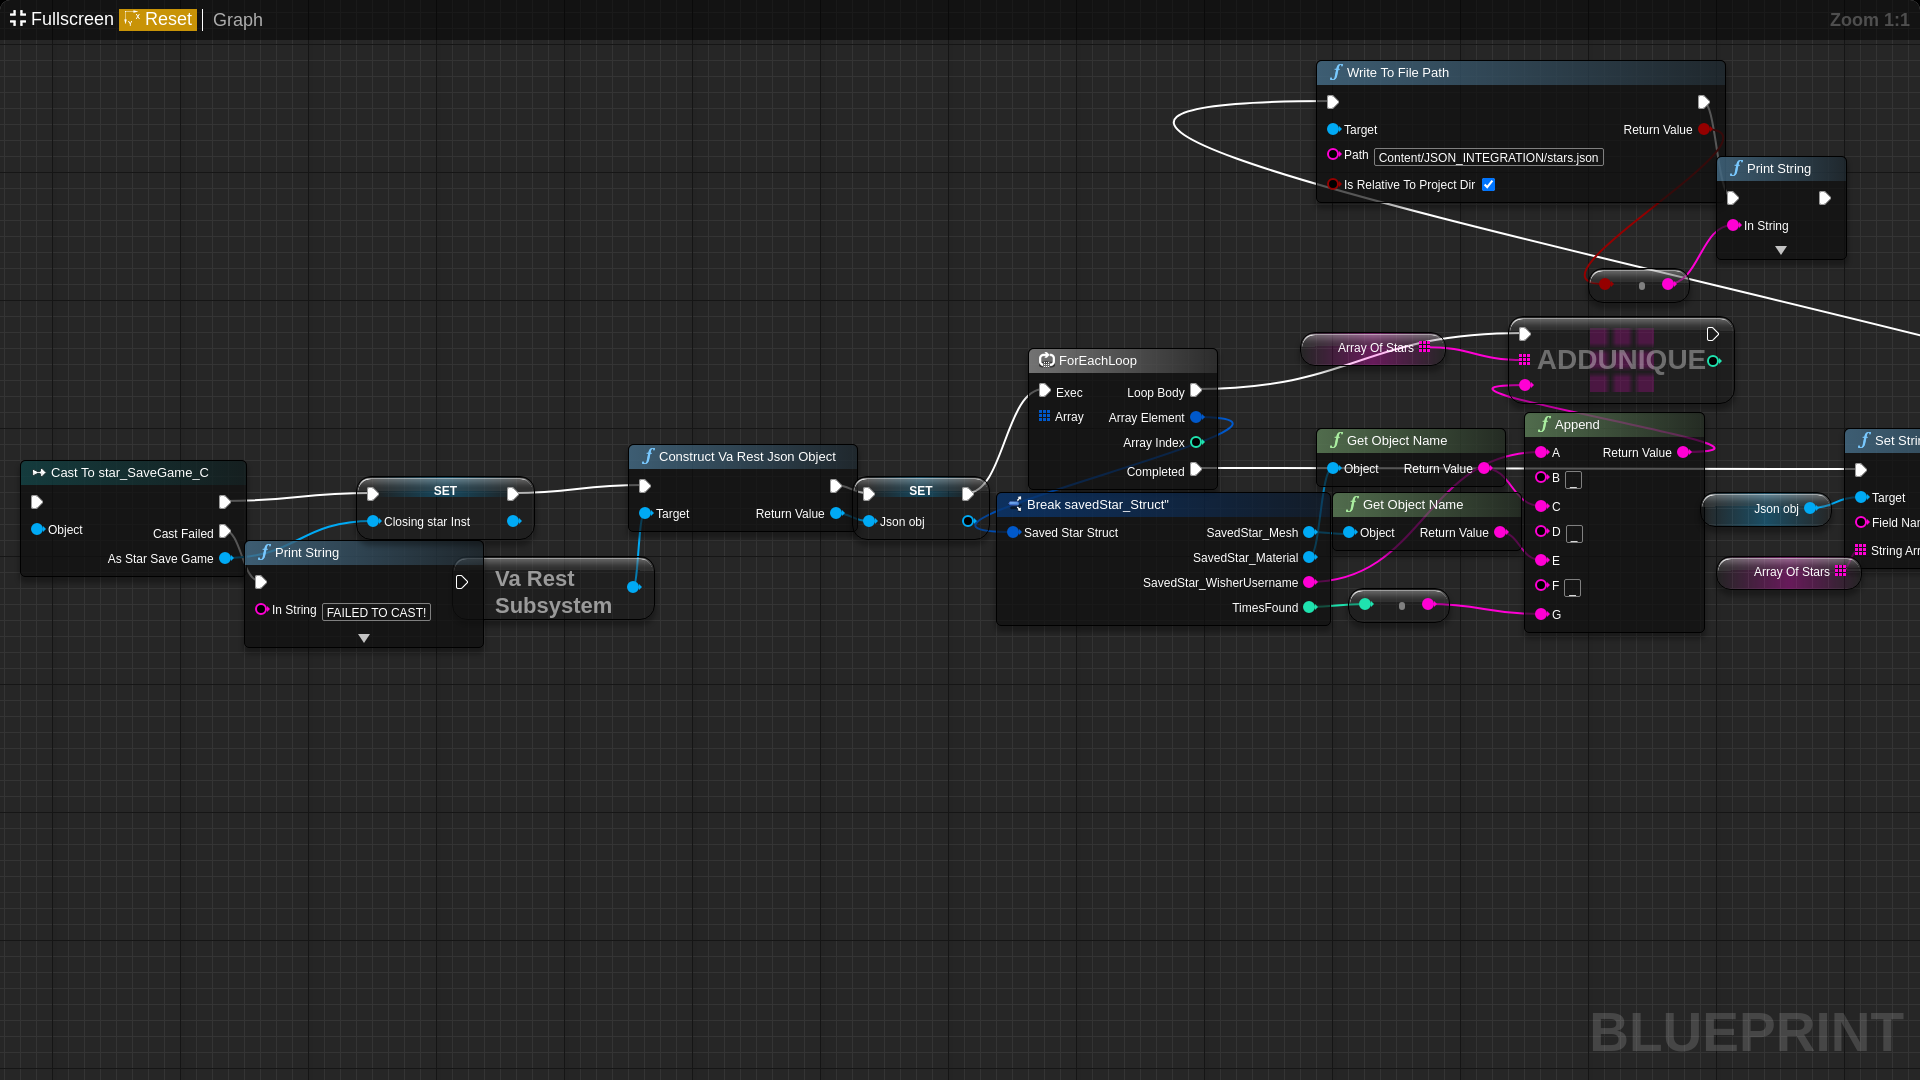 Fullscreen Reset Graph
Zoom 1:1
Write To File Path
Target
Return Value
Path Content/JSON_INTEGRATION/stars.json
Is Relative To Project Dir
Print String
In String
Array Of Stars
ADDUNIQUE
ForEachLoop
Exec
Loop Body
Array
Array Element
Array Index
Completed
Get Object Name
Object
Return Value
Append
A
Return Value
B _
C
D _
E
F _
G
Set Strin
Target
Field Nar
String Arr
Json obj
Array Of Stars
Cast To star_SaveGame_C
Object
Cast Failed
As Star Save Game
SET
Closing star Inst
Construct Va Rest Json Object
Target
Return Value
SET
Json obj
Break savedStar_Struct"
Saved Star Struct
SavedStar_Mesh
SavedStar_Material
SavedStar_WisherUsername
TimesFound
Get Object Name
Object
Return Value
Print String
In String FAILED TO CAST!
Va Rest
Subsystem
BLUEPRINT